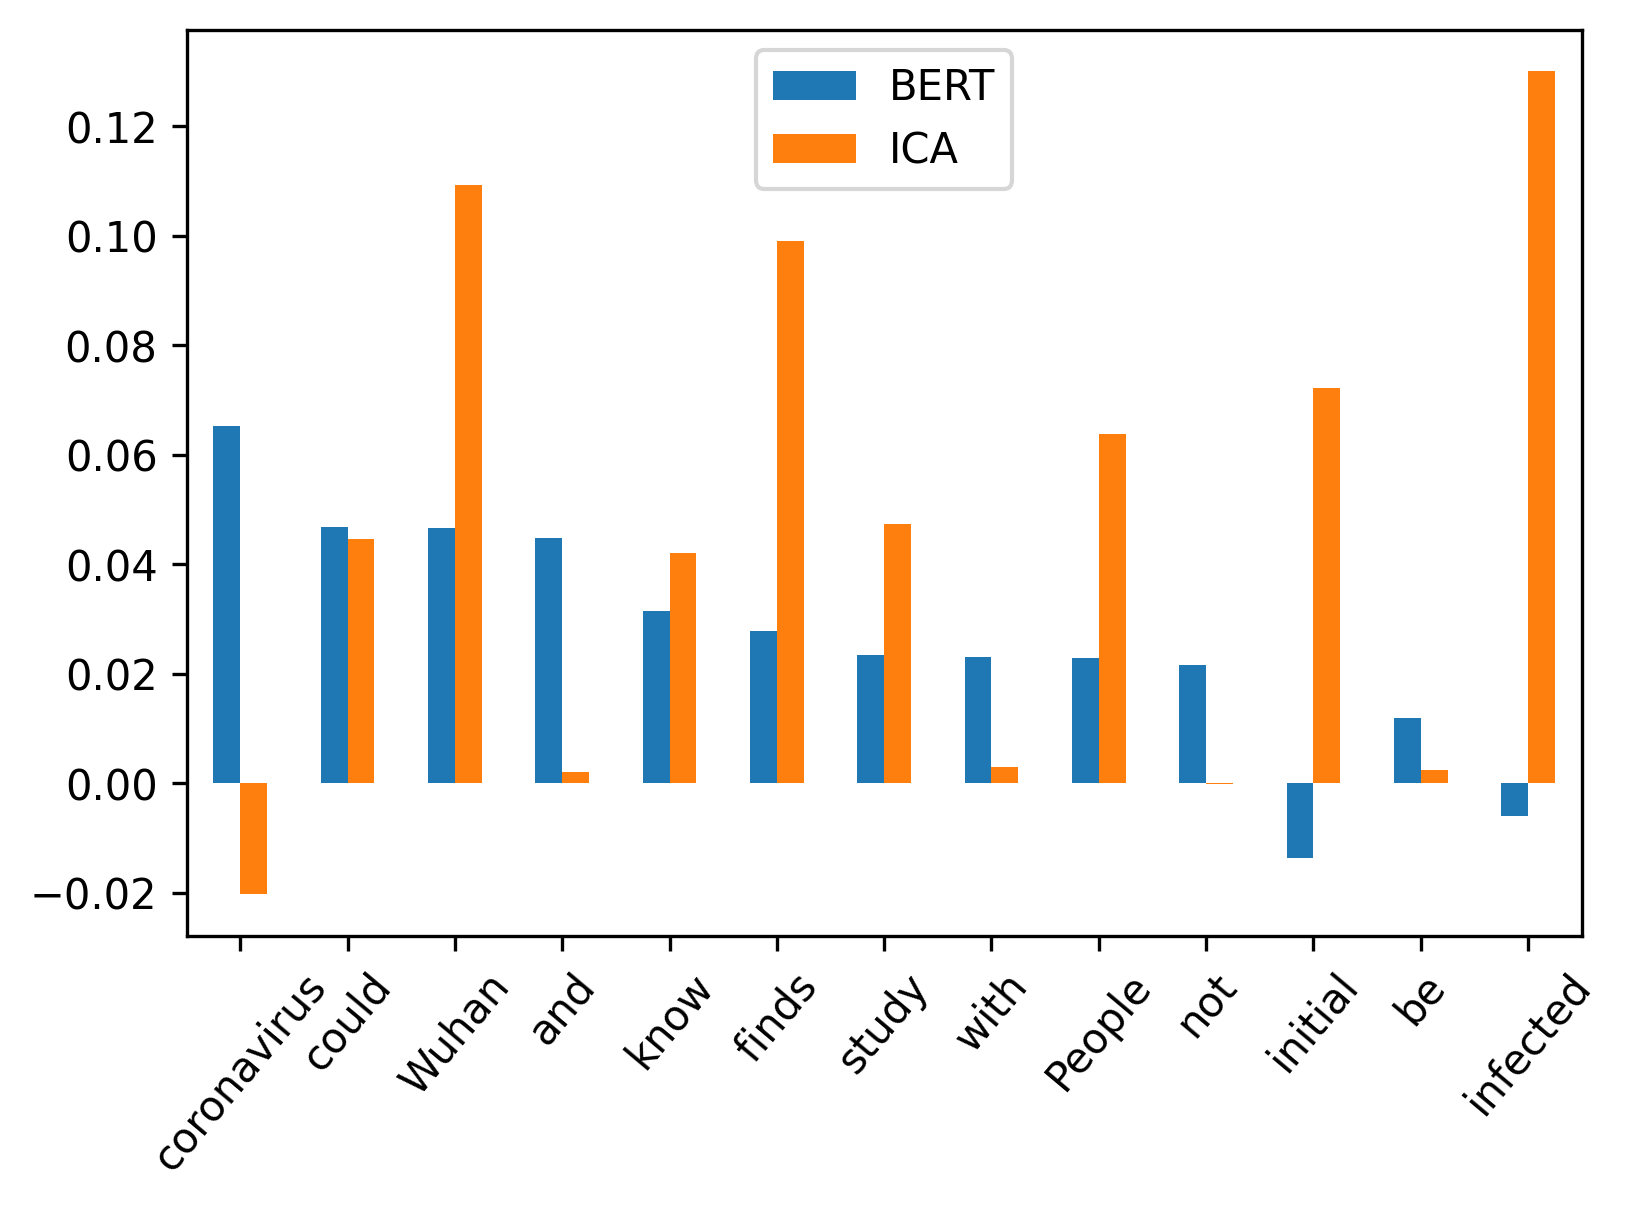 BERT
ICA
0.12
0.10
0.08
0.06
0.04
0.02
0.00
−0.02
coronavirus
could
Wuhan
and
know
finds
study
with
People
not
initial
be
infected